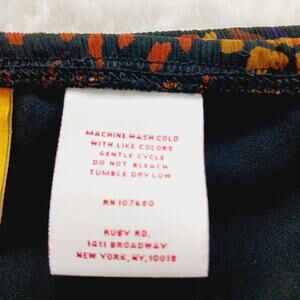 MACHINE WASH COLD
WITH LIKE COLORS
GENTLE CYCLE
DO NOT BLEACH
TUMBLE DRY LOW
RN 107680
RUBY RD.
1411 BROADWAY
NEW YORK, NY, 10018